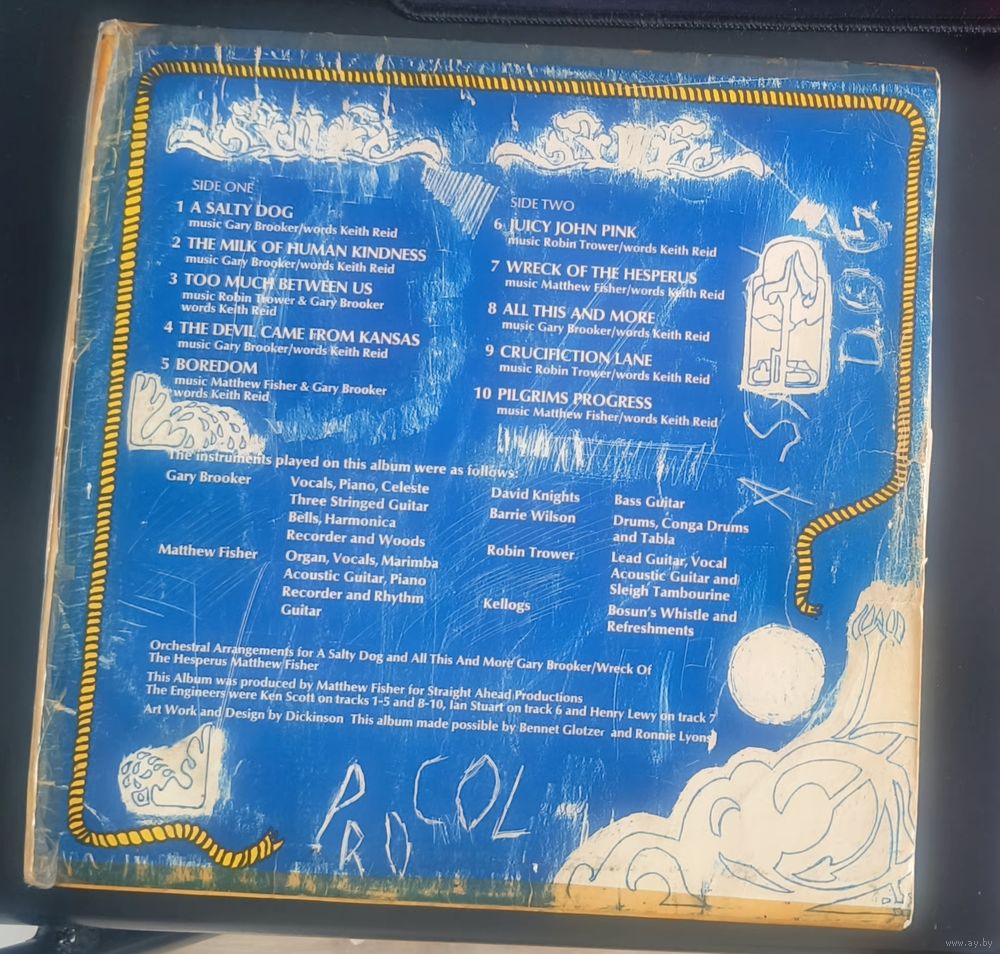 SIDE ONE
1 A SALTY DOG
music Gary Brooker/words Keith Reid
2 THE MILK OF HUMAN KINDNESS
music Gary Brooker/words Keith Reid
3 TOO MUCH BETWEEN US
music Robin Trower & Gary Brooker
words Keith Reid
4 THE DEVIL CAME FROM KANSAS
music Gary Brooker/words Keith Reid
5 BOREDOM
music Matthew Fisher & Gary Brooker
words Keith Reid
SIDE TWO
6 JUICY JOHN PINK
music Robin Trower/words Keith Reid
7 WRECK OF THE HESPERUS
music Matthew Fisher/words Keith Reid
8 ALL THIS AND MORE
music Gary Brooker/words Keith Reid
9 CRUCIFICTION LANE
music Robin Trower/words Keith Reid
10 PILGRIMS PROGRESS
music Matthew Fisher/words Keith Reid
The instruments played on this album were as follows:
Gary Brooker
Vocals, Piano, Celeste
Three Stringed Guitar
Bells, Harmonica
Recorder and Woods
Matthew Fisher
Organ, Vocals, Marimba
Acoustic Guitar, Piano
Recorder and Rhythm
Guitar
David Knights
Bass Guitar
Barrie Wilson
Drums, Conga Drums
and Tabla
Robin Trower
Lead Guitar, Vocal
Acoustic Guitar and
Sleigh Tambourine
Kellogs
Bosun's Whistle and
Refreshments
Orchestral Arrangements for A Salty Dog and All This And More Gary Brooker/Wreck Of
The Hesperus Matthew Fisher
This Album was produced by Matthew Fisher for Straight Ahead Productions
The Engineers were Ken Scott on tracks 1-5 and 8-10, Ian Stuart on track 6 and Henry Lewy on track 7
Art Work and Design by Dickinson This album made possible by Bennet Glotzer and Ronnie Lyons
PROCOL
www.ay.by